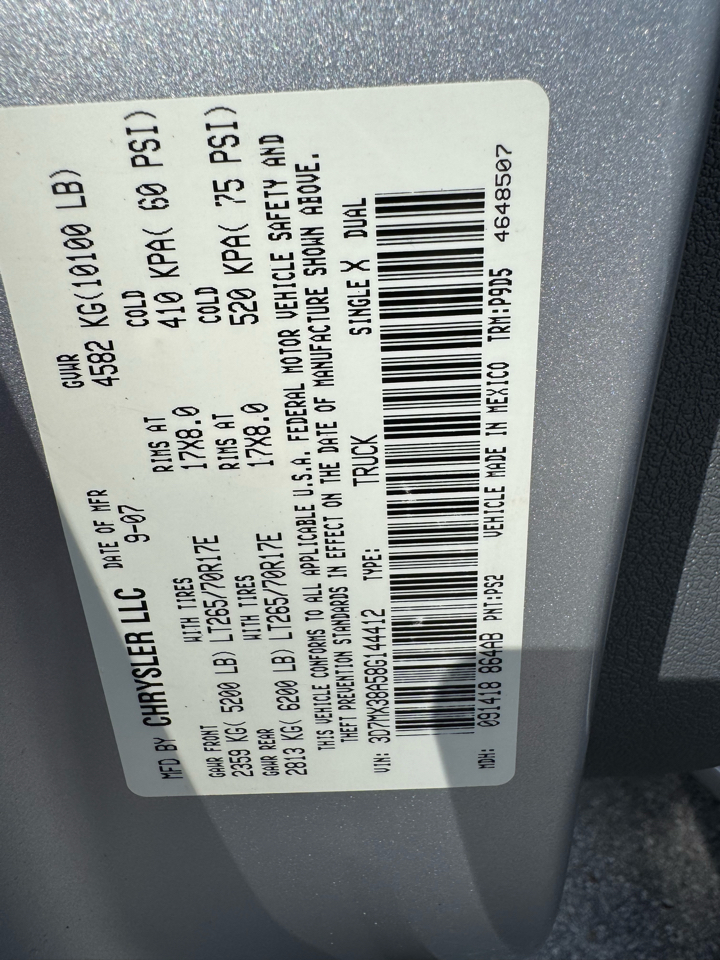 MFD BY CHRYSLER LLC DATE OF MFR 9-07 GVWR 4582 KG(10100 LB)
GAWR FRONT WITH TIRES RIMS AT COLD
2359 KG( 5200 LB) LT265/70R17E 17X8.0 410 KPA( 60 PSI)
GAWR REAR WITH TIRES RIMS AT COLD
2813 KG( 6200 LB) LT265/70R17E 17X8.0 520 KPA( 75 PSI)
THIS VEHICLE CONFORMS TO ALL APPLICABLE U.S.A. FEDERAL MOTOR VEHICLE SAFETY AND
THEFT PREVENTION STANDARDS IN EFFECT ON THE DATE OF MANUFACTURE SHOWN ABOVE.
VIN: 3D7MX38A58G144412 TYPE: TRUCK SINGLE X DUAL
MDH: 091418 864AB PNT:PS2 VEHICLE MADE IN MEXICO TRM:P9D5 4648507